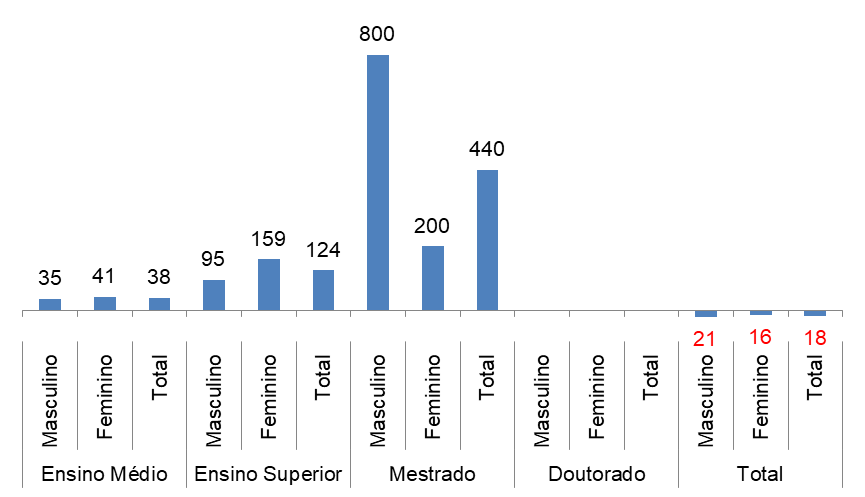 800
440
200
159
124
95
35
41
38
21
16
18
Masculino
Feminino
Total
Masculino
Feminino
Total
Masculino
Feminino
Total
Masculino
Feminino
Total
Masculino
Feminino
Total
Ensino Médio
Ensino Superior
Mestrado
Doutorado
Total